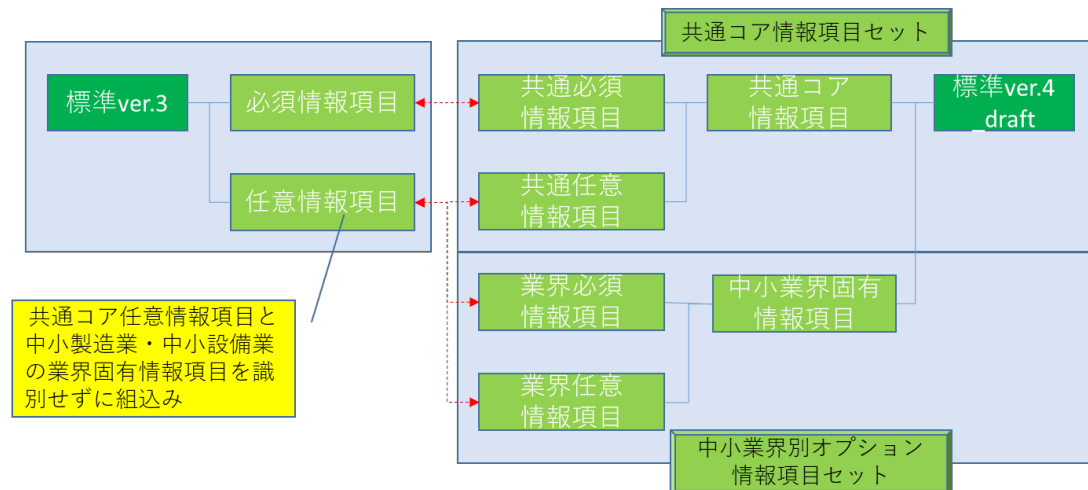 共通コア情報項目セット
標準ver.3
必須情報項目
任意情報項目
共通コア任意情報項目と
中小製造業・中小設備業
の業界固有情報項目を識
別せずに組込み
共通必須
情報項目
共通コア
情報項目
標準ver.4
_draft
共通任意
情報項目
業界必須
情報項目
中小業界固有
情報項目
業界任意
情報項目
中小業界別オプション
情報項目セット